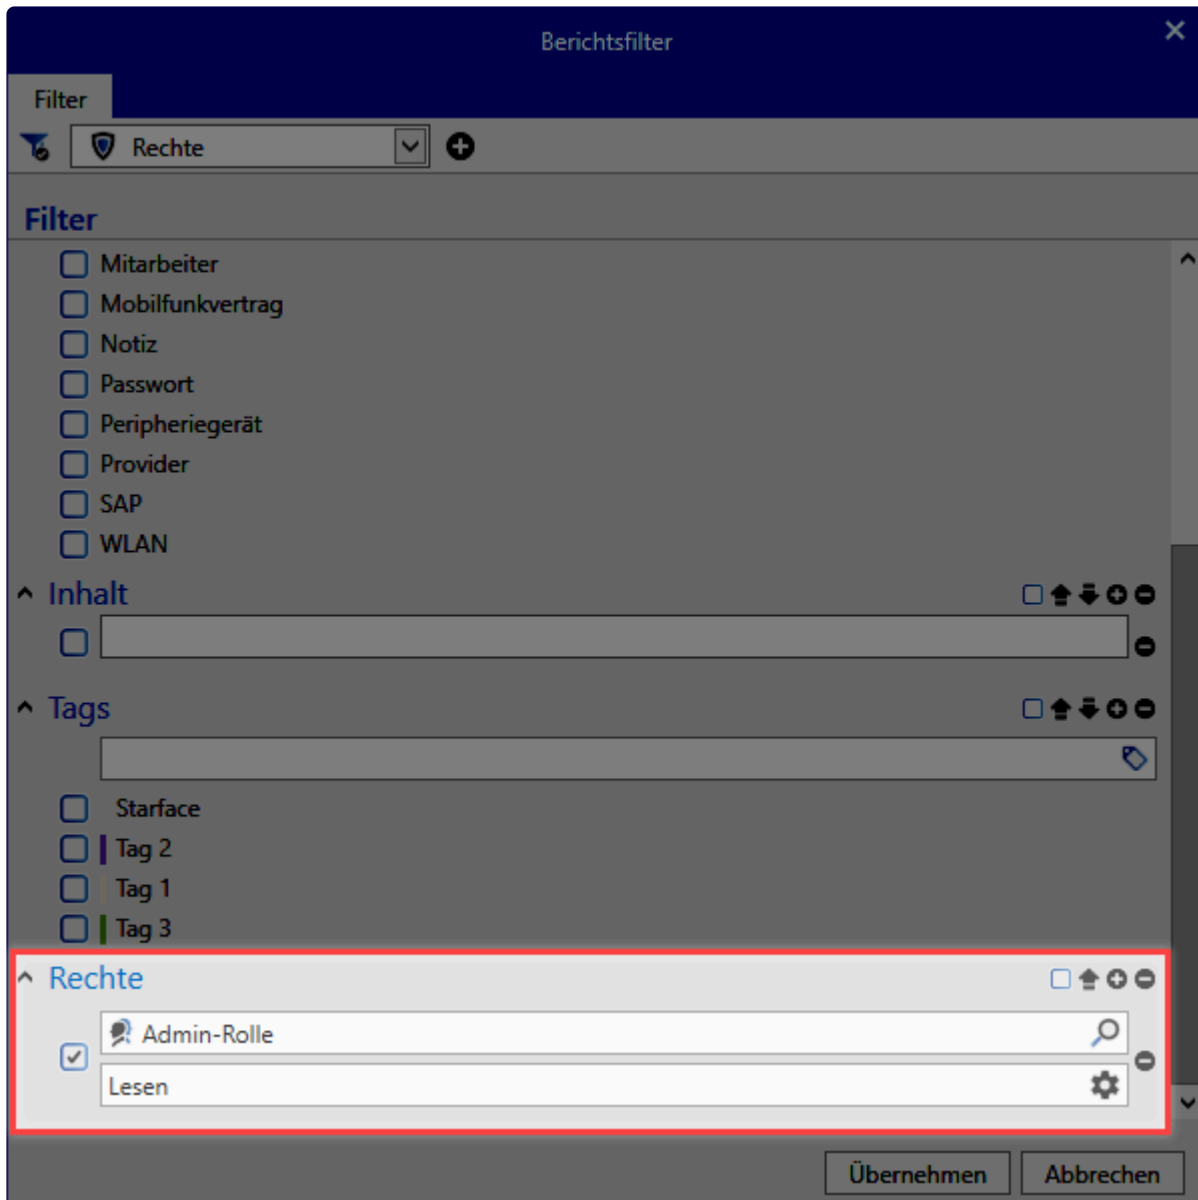 Berichtsfilter
Filter
Rechte
Filter
Mitarbeiter
Mobilfunkvertrag
Notiz
Passwort
Peripheriegerät
Provider
SAP
WLAN
Inhalt
Tags
Starface
Tag 2
Tag 1
Tag 3
Rechte
Admin-Rolle
Lesen
Übernehmen Abbrechen